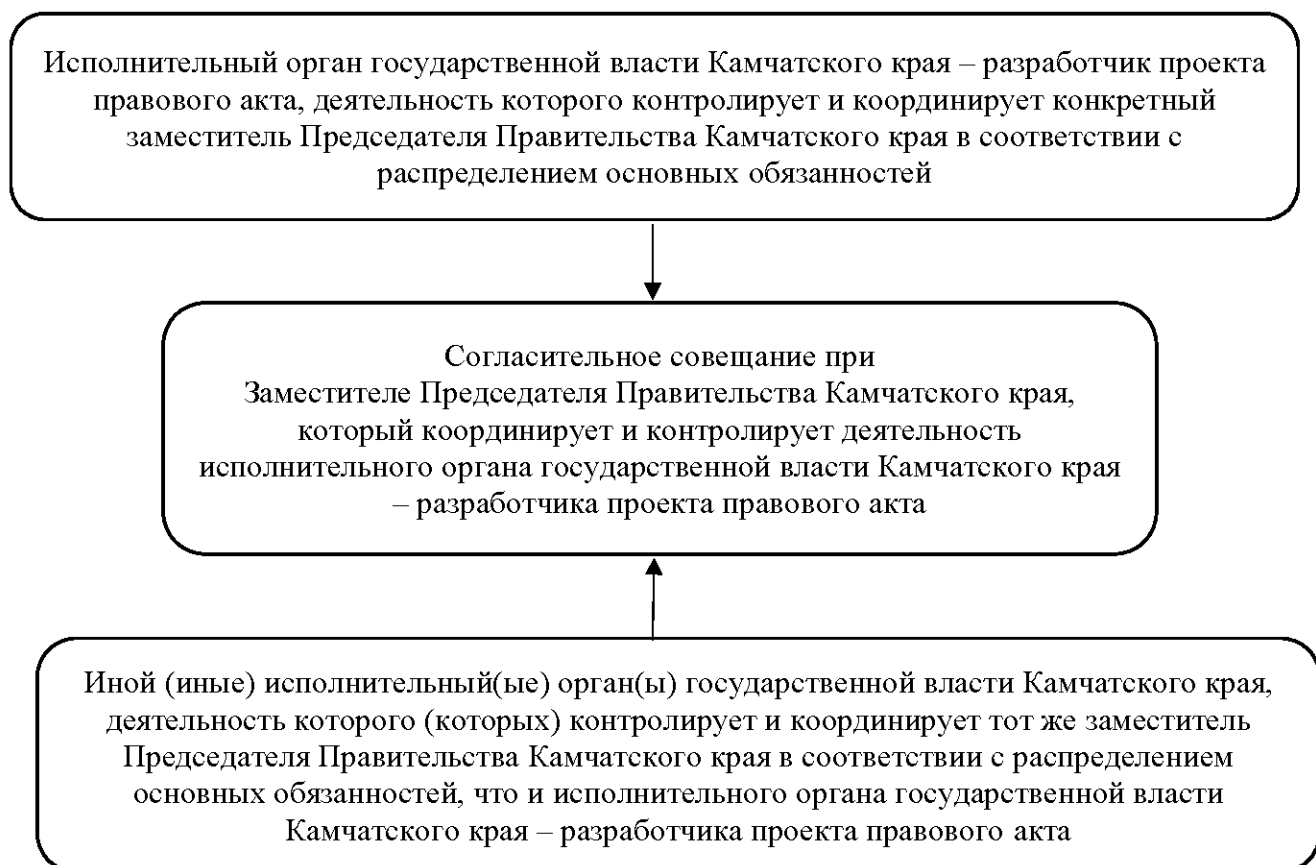 Исполнительный орган государственной власти Камчатского края – разработчик проекта
правового акта, деятельность которого контролирует и координирует конкретный
заместитель Председателя Правительства Камчатского края в соответствии с
распределением основных обязанностей
Согласительное совещание при
Заместителе Председателя Правительства Камчатского края,
который координирует и контролирует деятельность
исполнительного органа государственной власти Камчатского края
– разработчика проекта правового акта
Иной (иные) исполнительный(ые) орган(ы) государственной власти Камчатского края,
деятельность которого (которых) контролирует и координирует тот же заместитель
Председателя Правительства Камчатского края в соответствии с распределением
основных обязанностей, что и исполнительного органа государственной власти
Камчатского края – разработчика проекта правового акта